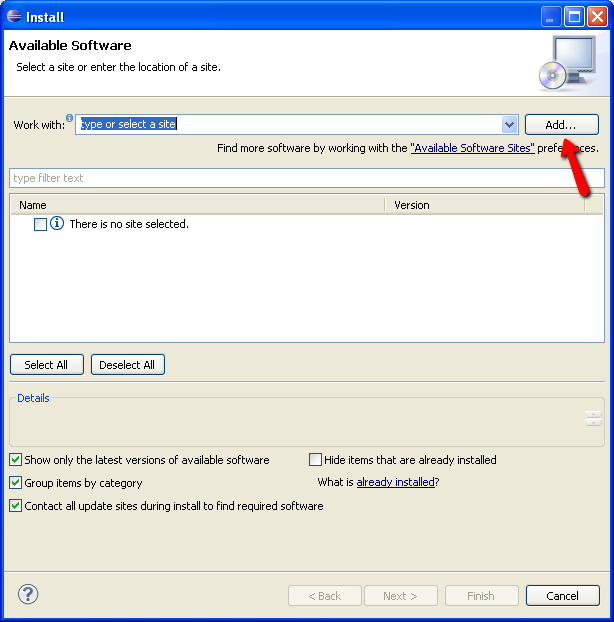 Install
Available Software
Select a site or enter the location of a site.
Work with: type or select a site Add...
Find more software by working with the "Available Software Sites" preferences.
type filter text
Name Version
There is no site selected.
Select All Deselect All
Details
Show only the latest versions of available software Hide items that are already installed
Group items by category What is already installed?
Contact all update sites during install to find required software
? < Back Next > Finish Cancel